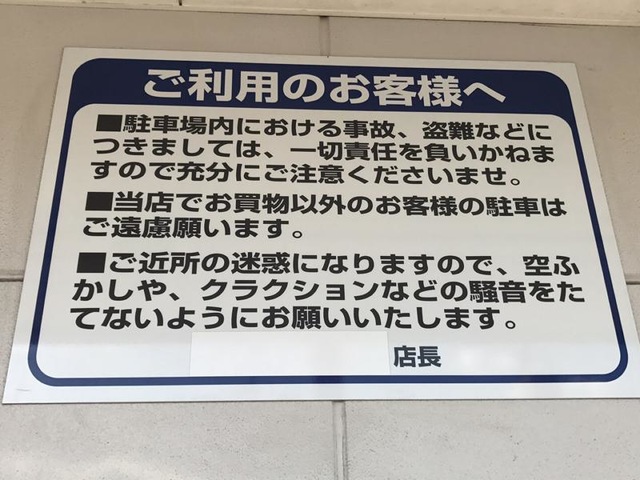 ご利用のお客様へ
■駐車場内における事故、盗難などに
つきましては、一切責任を負いかねま
すので充分にご注意くださいませ。
■当店でお買物以外のお客様の駐車は
ご遠慮願います。
■ご近所の迷惑になりますので、空ふ
かしや、クラクションなどの騒音をた
てないようにお願いいたします。
店長